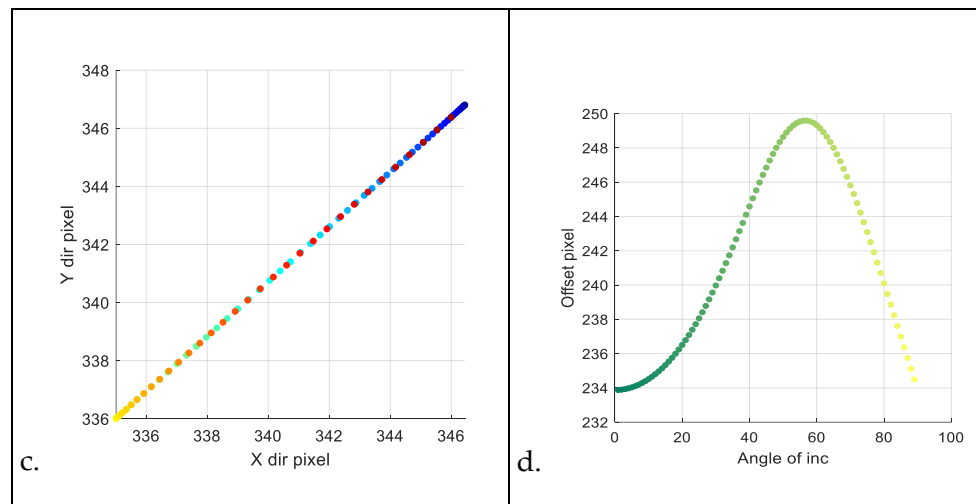 348
346
344
342
340
338
336
Y dir pixel
336 338 340 342 344 346
X dir pixel
c.
250
248
246
244
242
240
238
236
234
232
Offset pixel
0 20 40 60 80 100
Angle of inc
d.